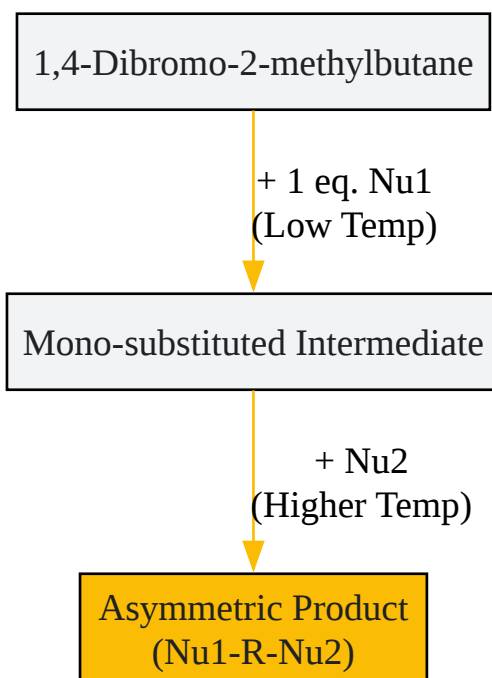 1,4-Dibromo-2-methylbutane
+ 1 eq. Nu1
(Low Temp)
Mono-substituted Intermediate
+ Nu2
(Higher Temp)
Asymmetric Product
(Nu1-R-Nu2)